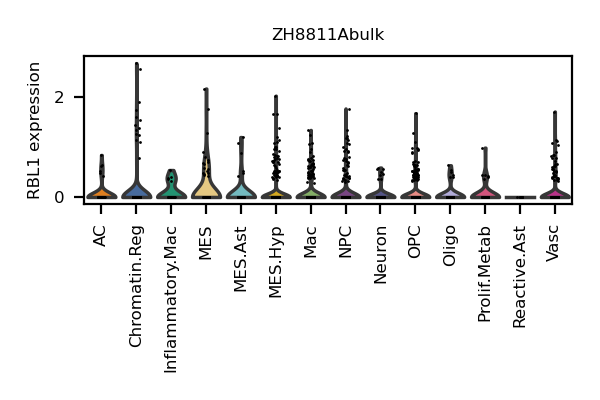 ZH8811Abulk
RBL1 expression
2
0
AC
Chromatin.Reg
Inflammatory.Mac
MES
MES.Ast
MES.Hyp
Mac
NPC
Neuron
OPC
Oligo
Prolif.Metab
Reactive.Ast
Vasc